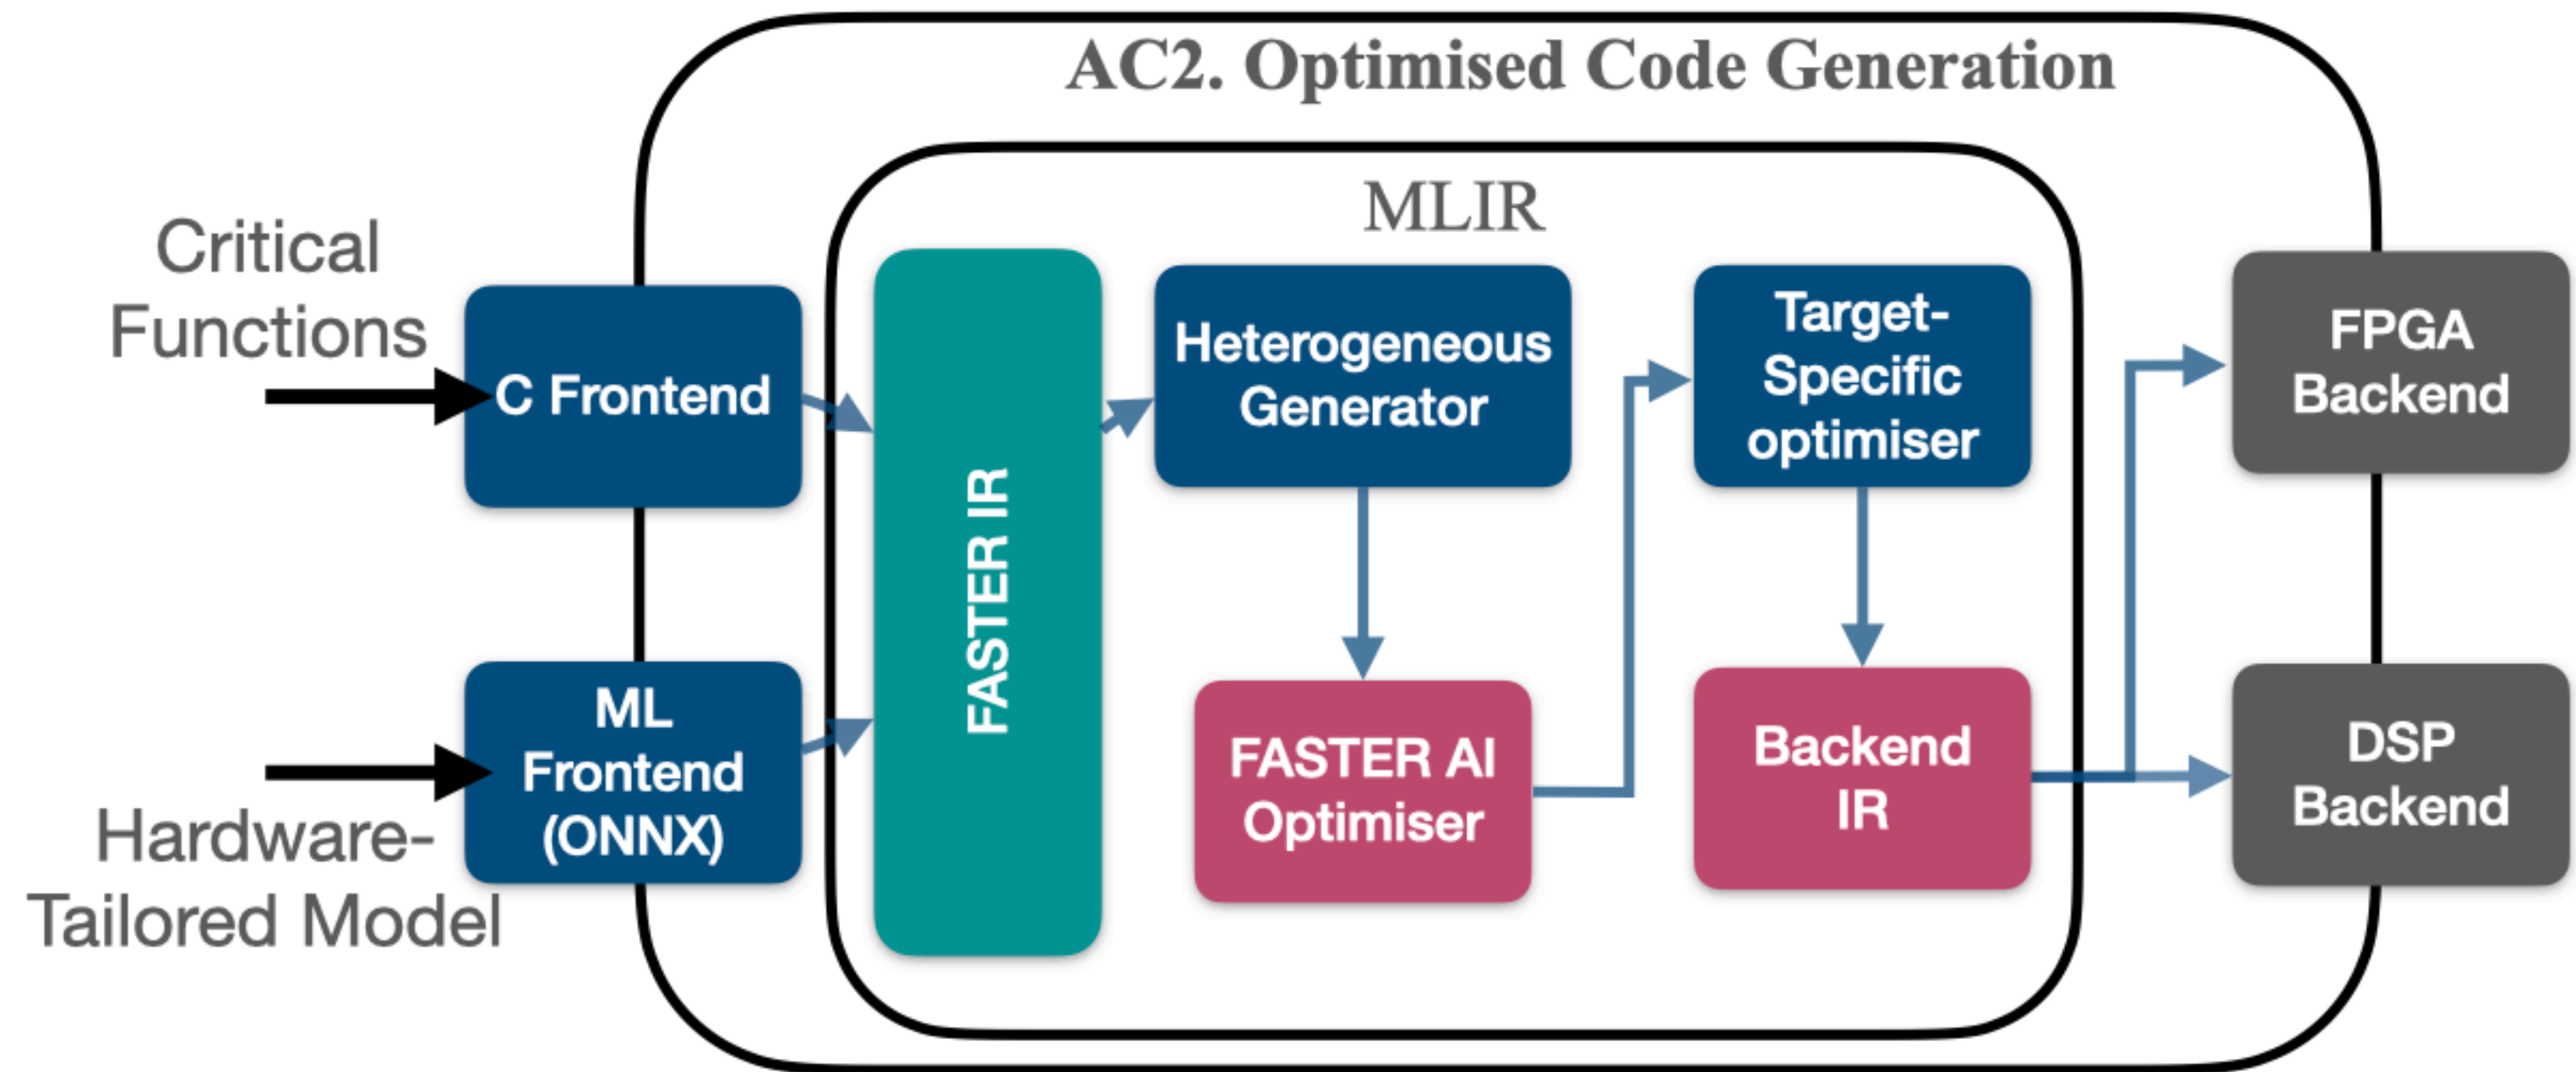 AC2. Optimised Code Generation
MLIR
Critical
Functions
C Frontend
ML
Frontend
(ONNX)
Hardware-
Tailored Model
FASTER IR
Heterogeneous
Generator
FASTER AI
Optimiser
Target-
Specific
optimiser
Backend
IR
FPGA
Backend
DSP
Backend